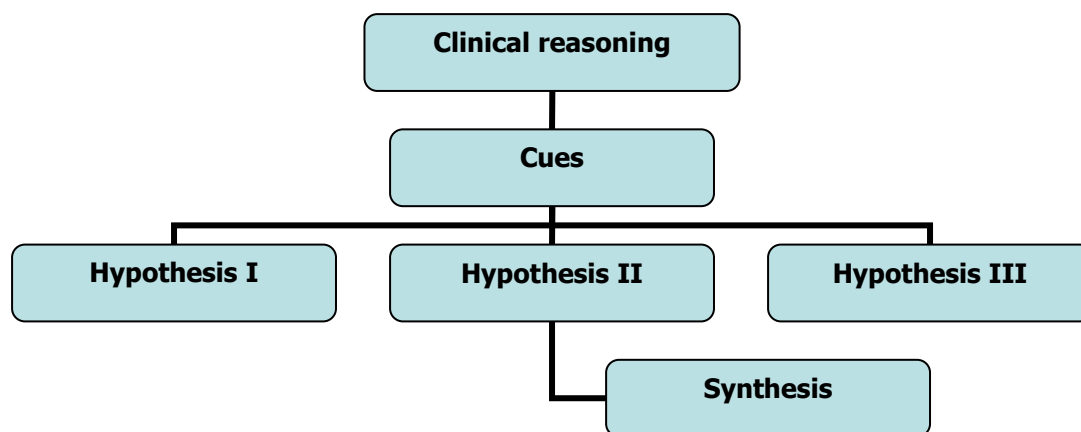 Clinical reasoning
Cues
Hypothesis I
Hypothesis II
Hypothesis III
Synthesis